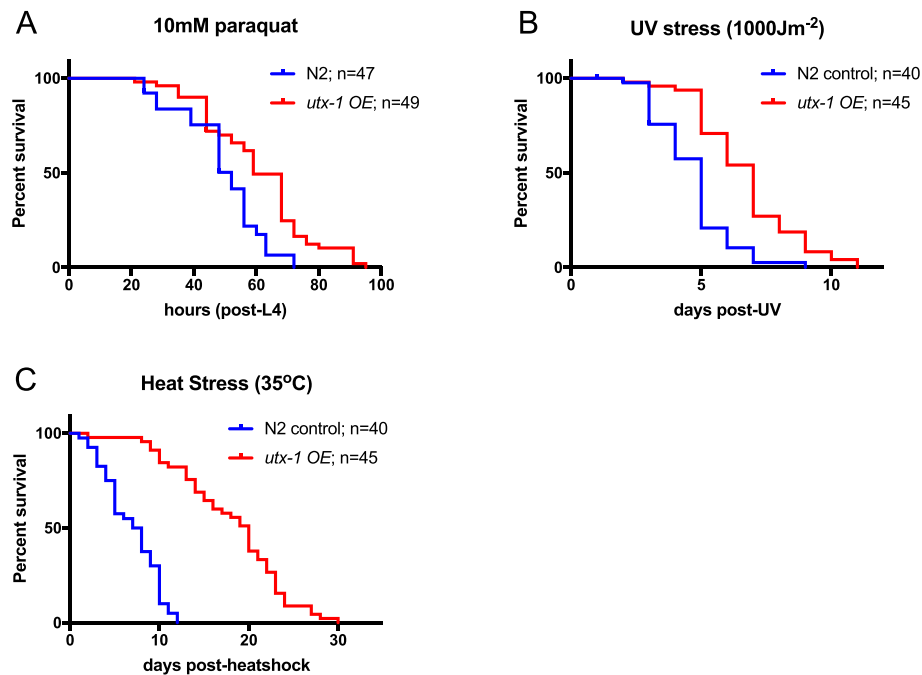 A
10mM paraquat
N2; n=47
utx-1 OE; n=49
Percent survival
100
50
0
0 20 40 60 80 100
hours (post-L4)
B
UV stress (1000Jm⁻²)
N2 control; n=40
utx-1 OE; n=45
Percent survival
100
50
0
0 5 10
days post-UV
C
Heat Stress (35°C)
N2 control; n=40
utx-1 OE; n=45
Percent survival
100
50
0
0 10 20 30
days post-heatshock